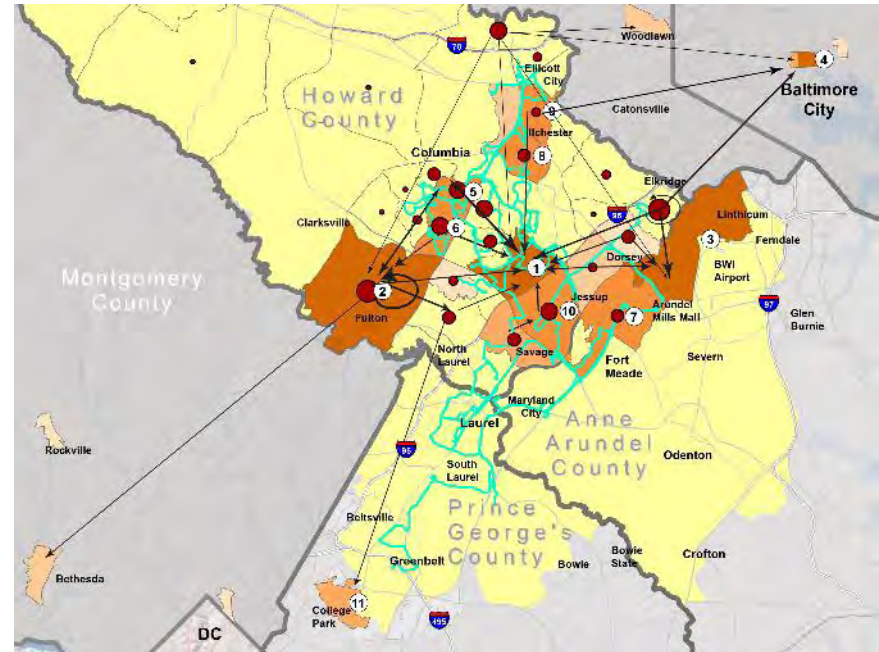 Woodlawn
70
Ellicott
City
4
Baltimore
City
Howard
County
Catonsville
9
Ilchester
8
Columbia
5
Elkridge
Clarksville
95
Linthicum
6
3
Ferndale
Dorsey
BWI
Airport
1
Montgomery
County
2
Jessup
Arundel
Mills Mall
97
Glen
Burnie
Fulton
10
7
North
Laurel
Savage
Fort
Meade
Severn
Maryland
City
Laurel
Anne
Arundel
County
95
Rockville
Odenton
South
Laurel
Prince
George's
County
Beltsville
Bowie
State
Crofton
Greenbelt
Bowie
Bethesda
College
Park
11
495
DC